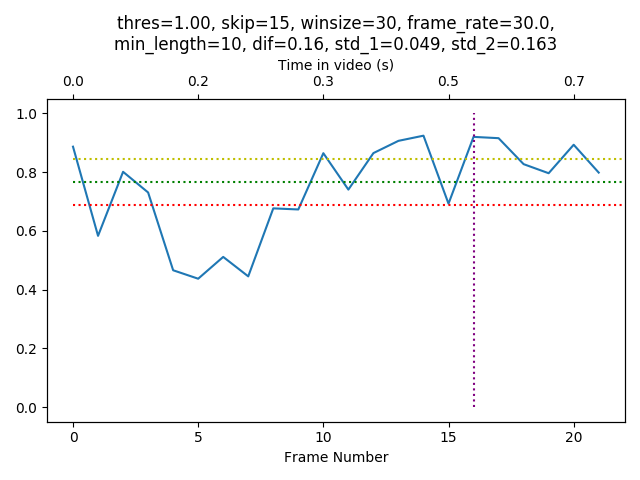 thres=1.00, skip=15, winsize=30, frame_rate=30.0,
min_length=10, dif=0.16, std_1=0.049, std_2=0.163
Time in video (s)
0.0 0.2 0.3 0.5 0.7
1.0
0.8
0.6
0.4
0.2
0.0
0 5 10 15 20
Frame Number